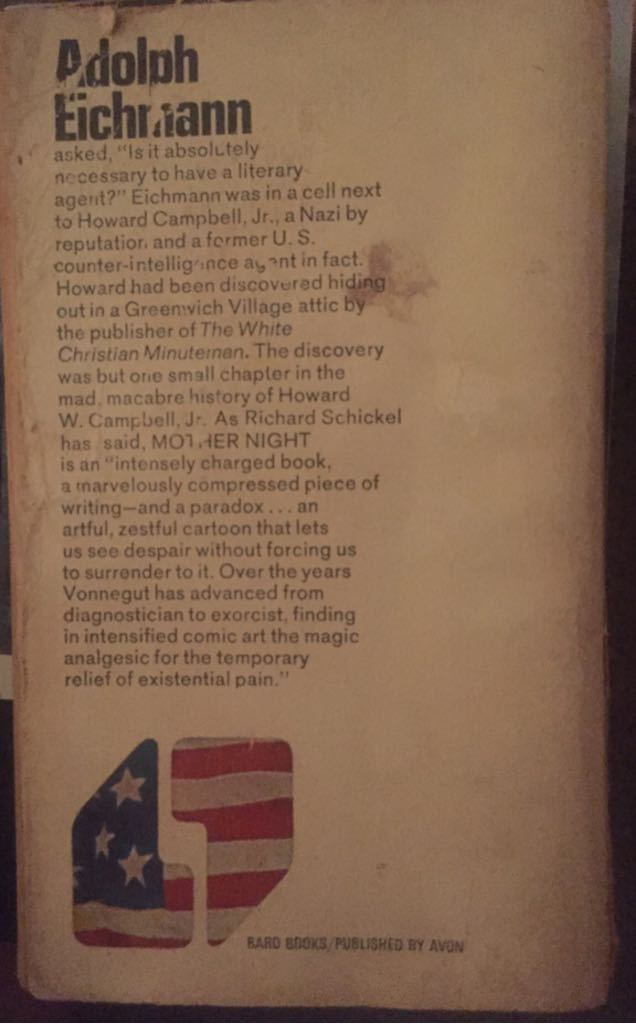 Adolph
Eichmann
asked, "Is it absolutely
necessary to have a literary
agent?" Eichmann was in a cell next
to Howard Campbell, Jr., a Nazi by
reputation and a former U. S.
counter-intelligence agent in fact.
Howard had been discovered hiding
out in a Greenwich Village attic by
the publisher of The White
Christian Minuteman. The discovery
was but one small chapter in the
mad, macabre history of Howard
W. Campbell, Jr. As Richard Schickel
has said, MOTHER NIGHT
is an "intensely charged book,
a marvelously compressed piece of
writing—and a paradox . . . an
artful, zestful cartoon that lets
us see despair without forcing us
to surrender to it. Over the years
Vonnegut has advanced from
diagnostician to exorcist, finding
in intensified comic art the magic
analgesic for the temporary
relief of existential pain."
BARD BOOKS/PUBLISHED BY AVON